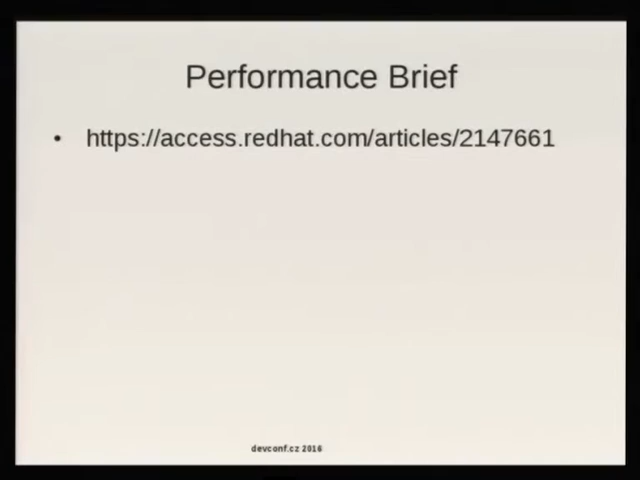 Performance Brief
• https://access.redhat.com/articles/2147661
devconf.cz 2016